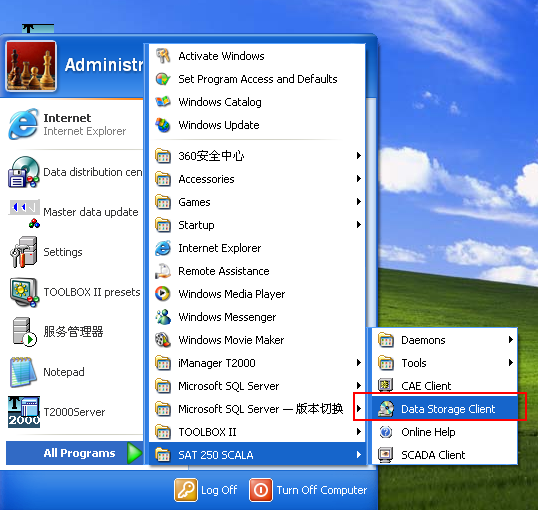 Administr
Internet
Internet Explorer
Data distribution cen
Master data update
Settings
TOOLBOX II presets
服务管理器
Notepad
T2000Server
2000
All Programs
Activate Windows
Set Program Access and Defaults
Windows Catalog
Windows Update
360安全中心
Accessories
Games
Startup
Internet Explorer
Remote Assistance
Windows Media Player
Windows Messenger
Windows Movie Maker
iManager T2000
Microsoft SQL Server
Microsoft SQL Server — 版本切换
TOOLBOX II
SAT 250 SCALA
Daemons
Tools
CAE Client
Data Storage Client
Online Help
SCADA Client
Log Off
Turn Off Computer